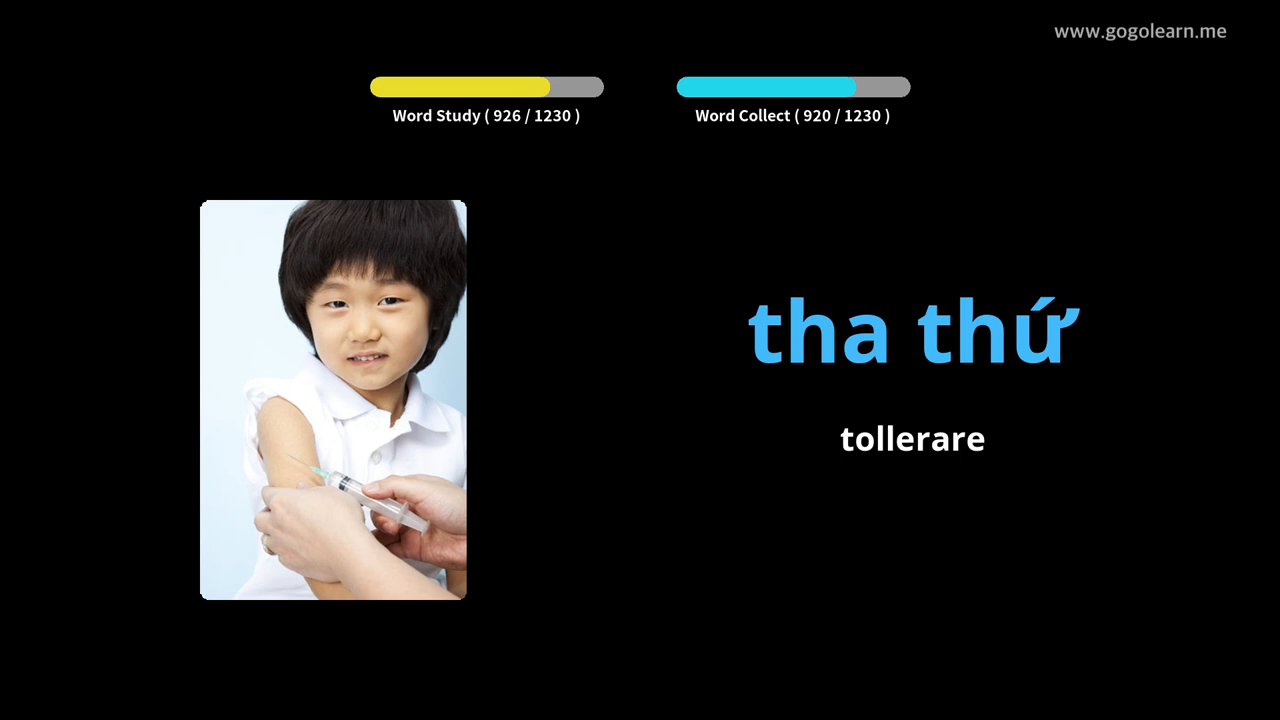 www.gogolearn.me
Word Study ( 926 / 1230 )
Word Collect ( 920 / 1230 )
tha thứ
tollerare